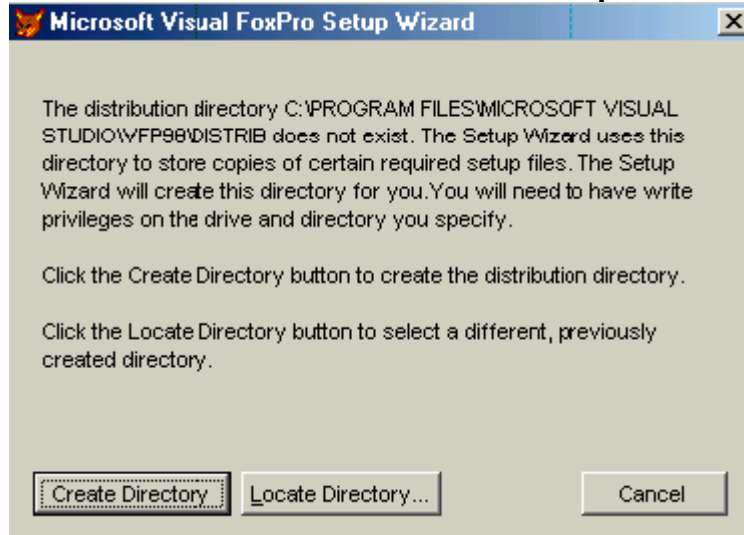 Microsoft Visual FoxPro Setup Wizard
The distribution directory C:\PROGRAM FILES\MICROSOFT VISUAL
STUDIO\VFP98\DISTRIB does not exist. The Setup Wizard uses this
directory to store copies of certain required setup files. The Setup
Wizard will create this directory for you.You will need to have write
privileges on the drive and directory you specify.
Click the Create Directory button to create the distribution directory.
Click the Locate Directory button to select a different, previously
created directory.
Create Directory
Locate Directory...
Cancel